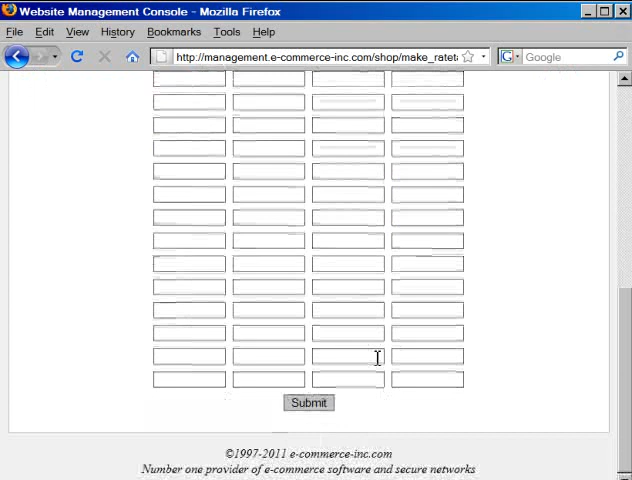 Website Management Console - Mozilla Firefox
File Edit View History Bookmarks Tools Help
http://management.e-commerce-inc.com/shop/make_rateta
Google
Submit
©1997-2011 e-commerce-inc.com
Number one provider of e-commerce software and secure networks